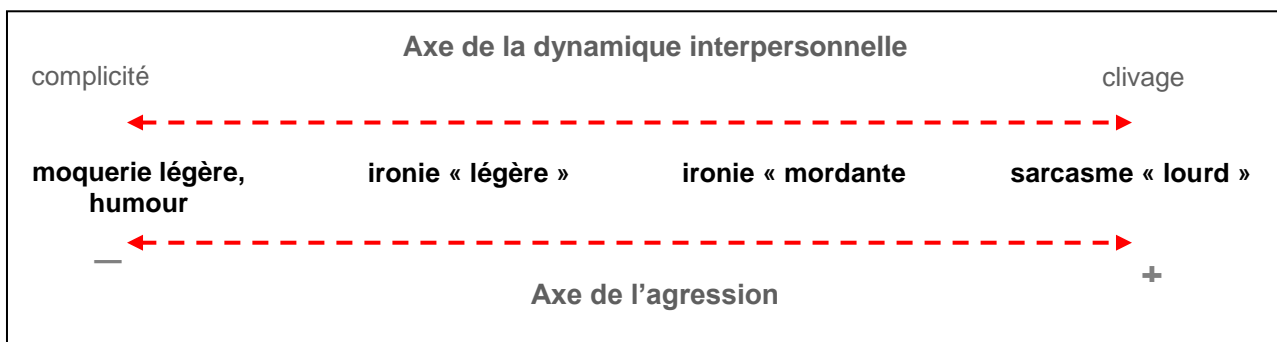 Axe de la dynamique interpersonnelle
complicité clivage
moquerie légère, ironie « légère » ironie « mordante sarcasme « lourd »
humour
— +
Axe de l’agression